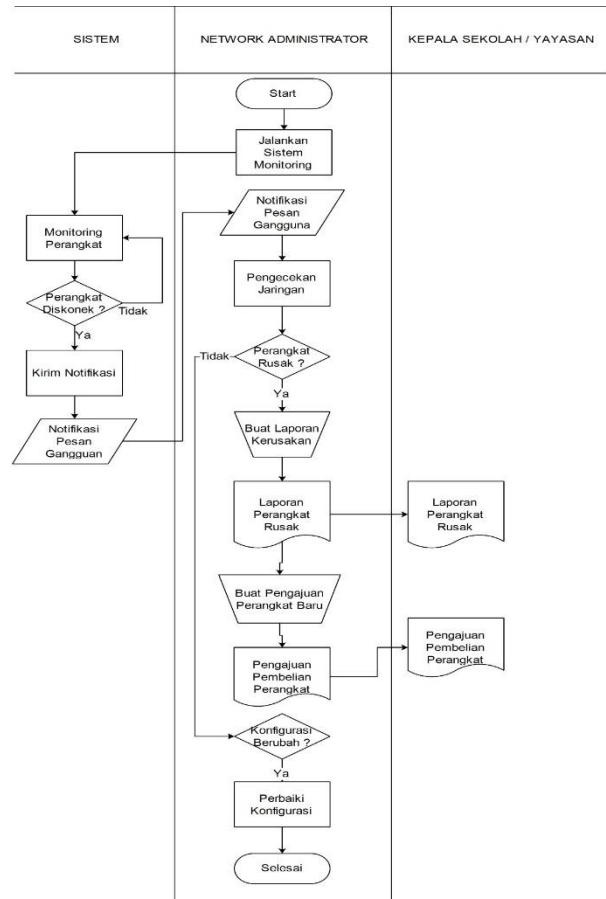 SISTEM
NETWORK ADMINISTRATOR
KEPALA SEKOLAH / YAYASAN
Start
Jalankan
Sistem
Monitoring
Notifikasi
Pesan
Gangguna
Monitoring
Perangkat
Pengecekan
Jaringan
Perangkat
Diskonek ?
Tidak
Ya
Tidak
Perangkat
Rusak ?
Ya
Kirim Notifikasi
Notifikasi
Pesan
Gangguan
Buat Laporan
Kerusakan
Laporan
Perangkat
Rusak
Laporan
Perangkat
Rusak
Buat Pengajuan
Perangkat Baru
Pengajuan
Pembelian
Perangkat
Pengajuan
Pembelian
Perangkat
Konfigurasi
Berubah ?
Ya
Perbaiki
Konfigurasi
Selesai